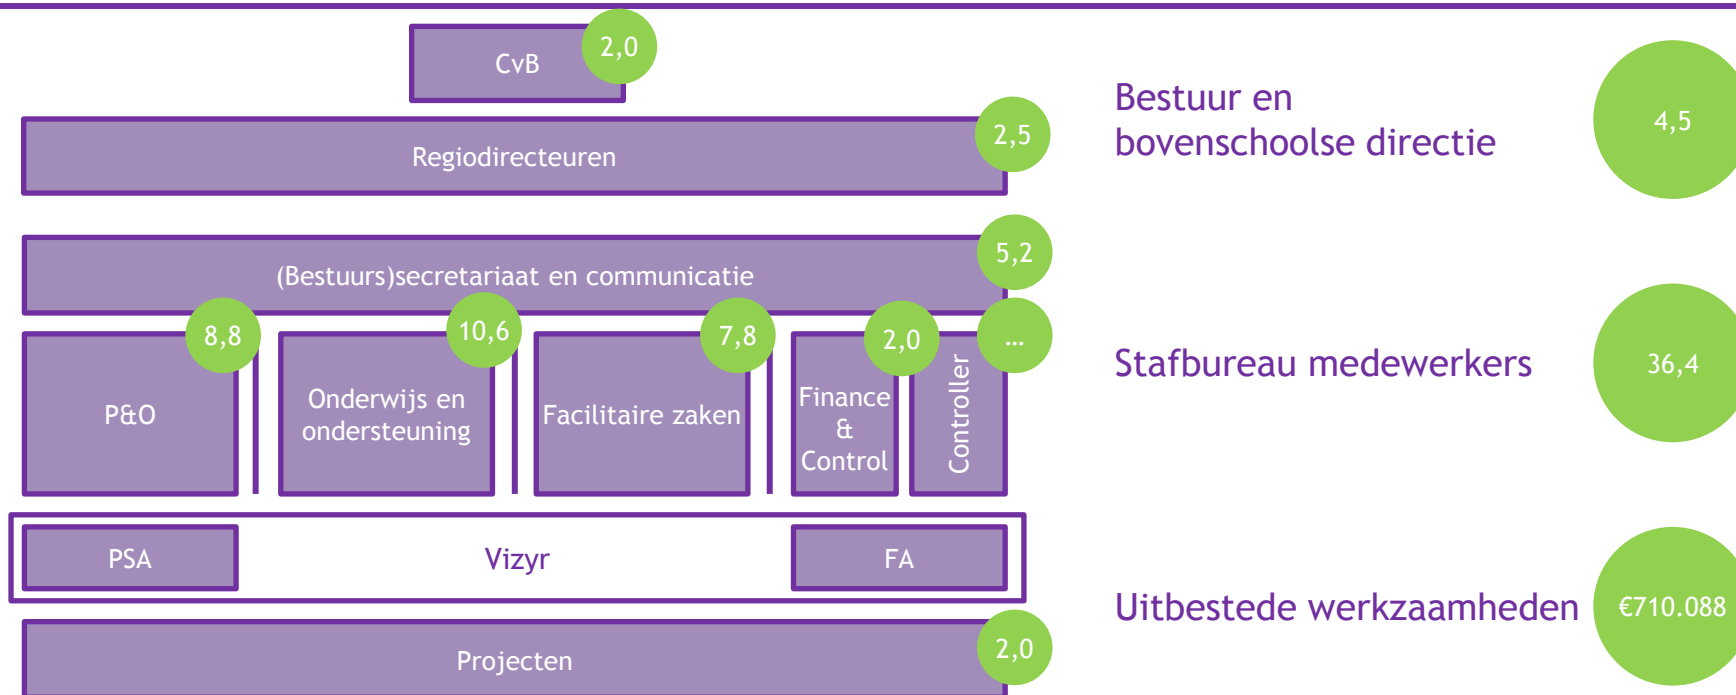 CvB
2,0
Regiodirecteuren
2,5
Bestuur en
bovenschoolse directie
4,5
(Bestuurs)secretariaat en communicatie
5,2
P&O
8,8
Onderwijs en
ondersteuning
10,6
Facilitaire zaken
7,8
Finance
&
Control
2,0
Controller
...
Stafbureau medewerkers
36,4
PSA
Vizyr
FA
Uitbestede werkzaamheden
€710.088
Projecten
2,0